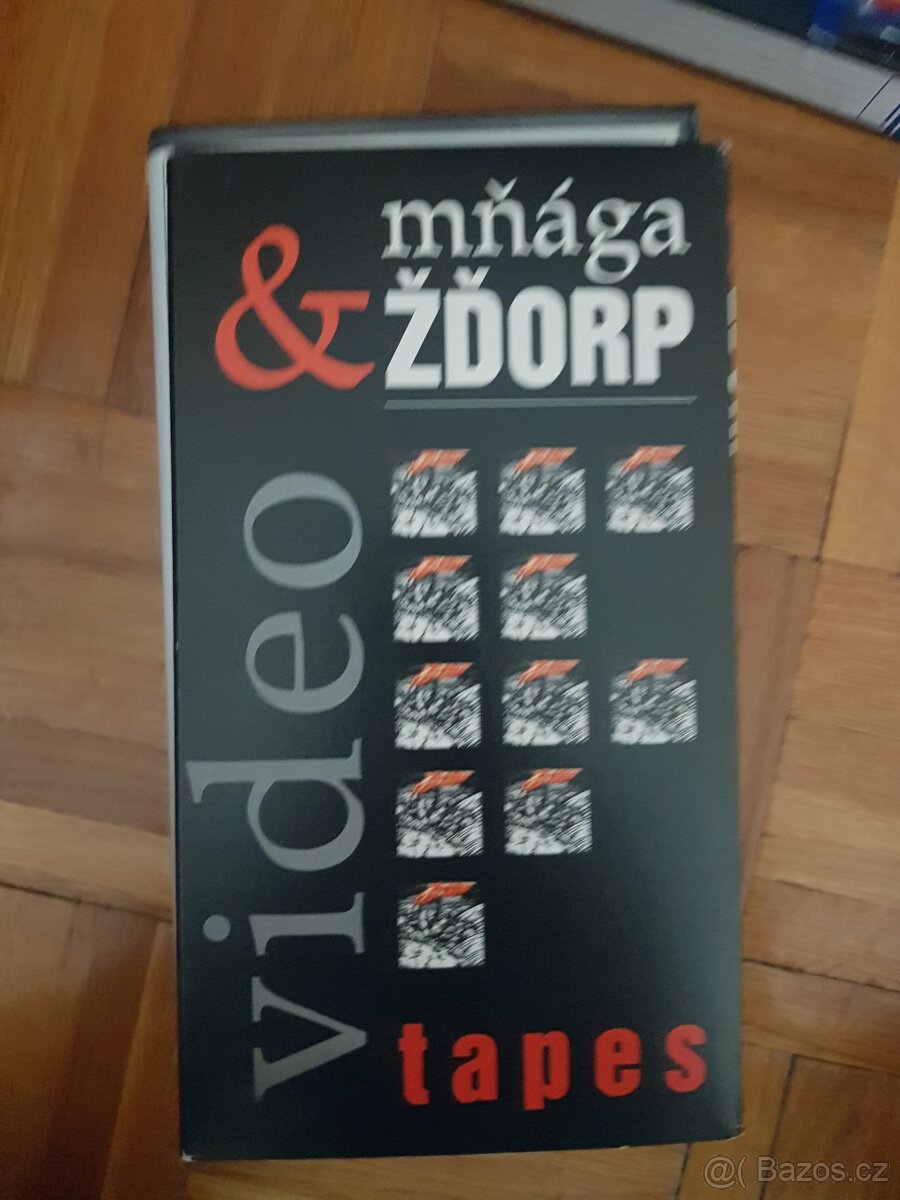 mňága
& ŽĎORP
video
tapes
@( Bazos.cz